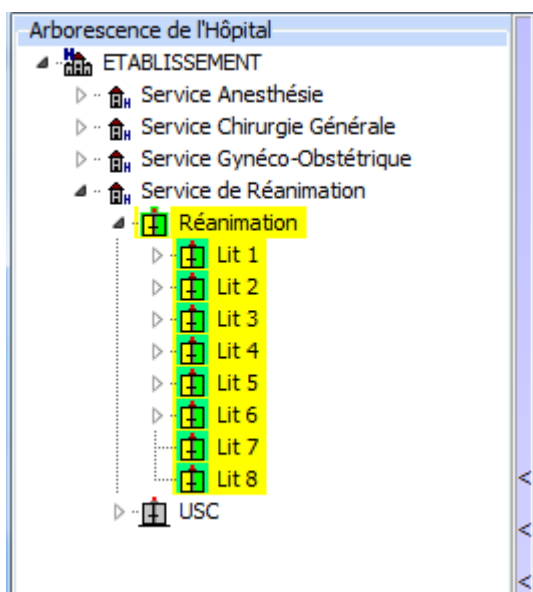 Arborescence de l'Hôpital
ETABLISSEMENT
Service Anesthésie
Service Chirurgie Générale
Service Gynéco-Obstétrique
Service de Réanimation
Réanimation
Lit 1
Lit 2
Lit 3
Lit 4
Lit 5
Lit 6
Lit 7
Lit 8
USC
<
<
<